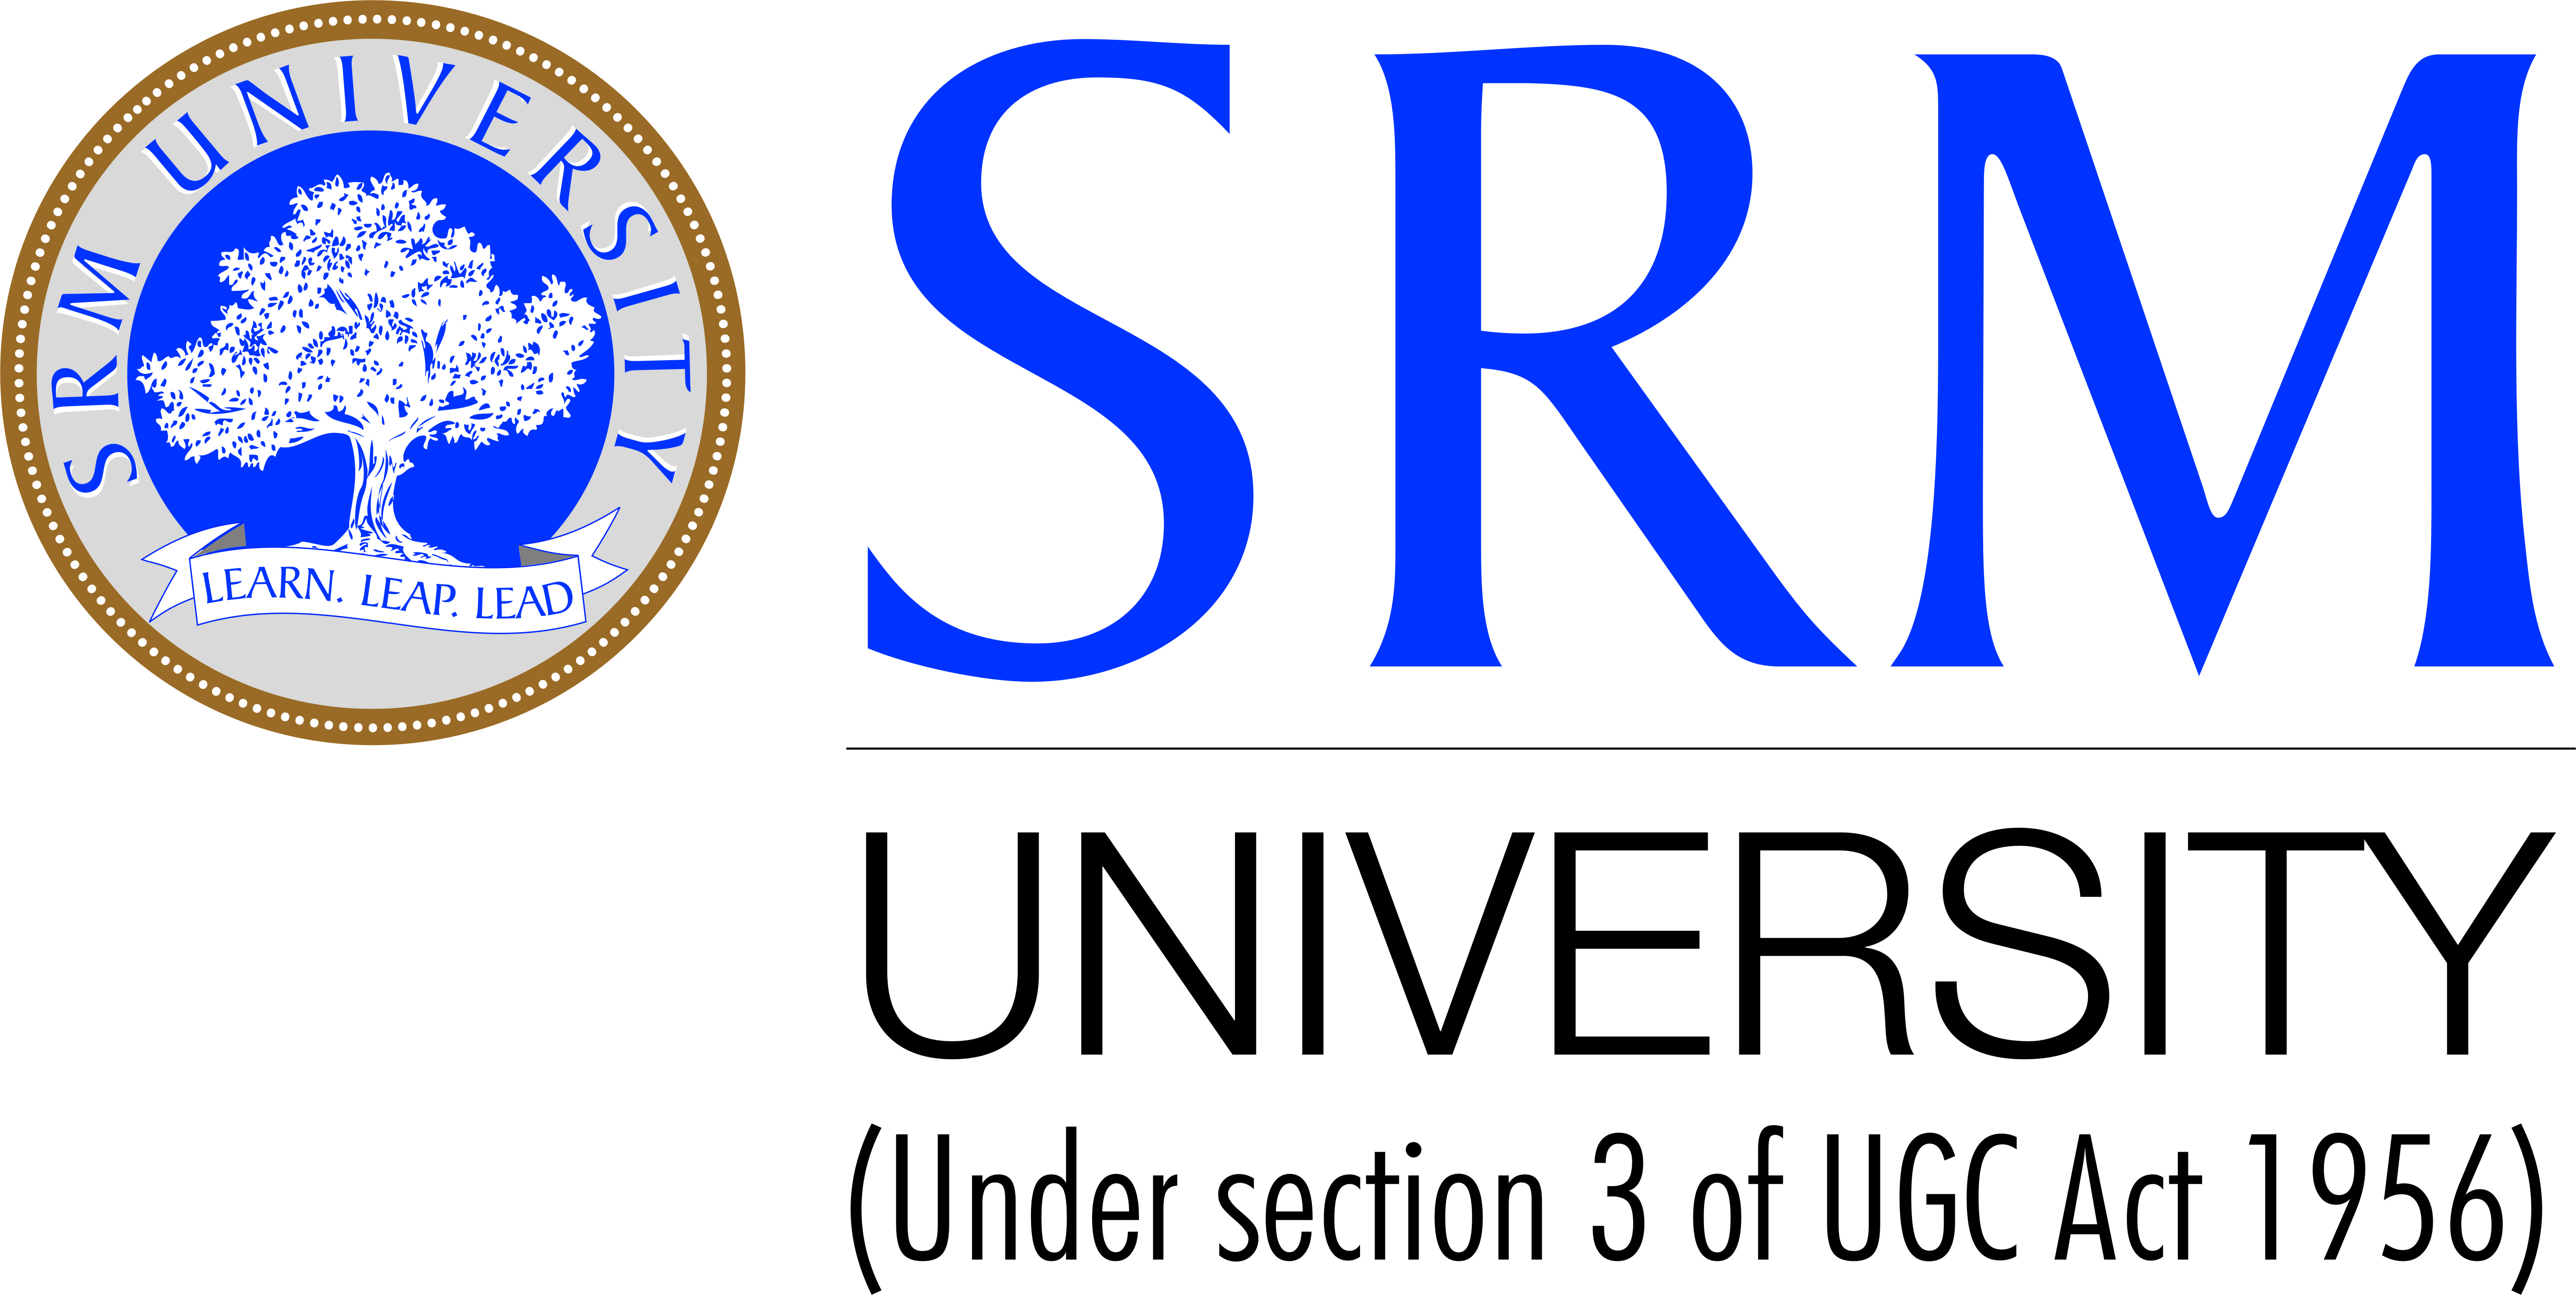 SRM UNIVERSITY
LEARN. LEAP. LEAD
SRM
UNIVERSITY
(Under section 3 of UGC Act 1956)